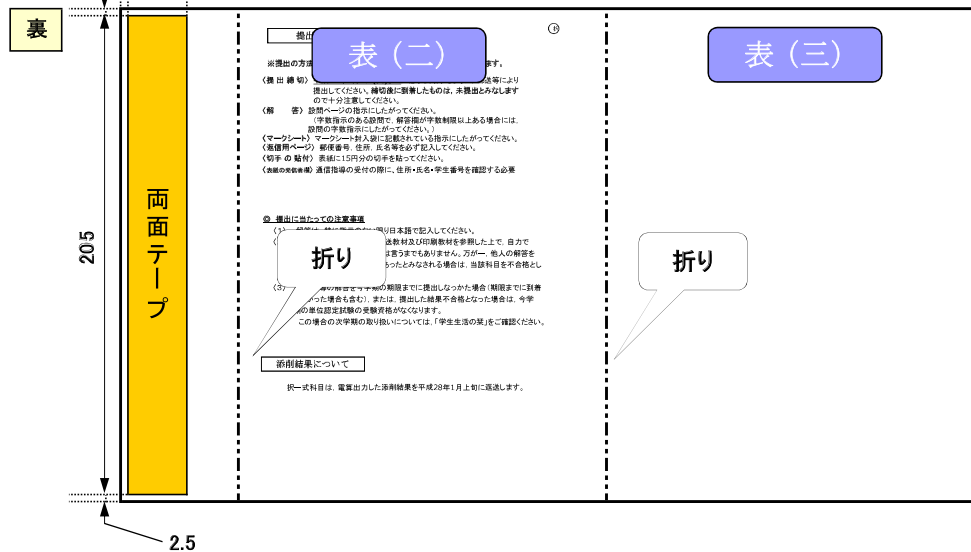 裏
提出
表（二）
表（三）
※提出の方法
ます。
〈提 出 締 切〉
送等により
提出してください。締切後に到着したものは、未提出とみなします
ので十分注意してください。
〈解　　答〉設問ページの指示にしたがってください。
（字数指示のある設問で、解答欄が字数制限以上ある場合には、
設問の字数指示にしたがってください。）
〈マークシート〉マークシート封入袋に記載されている指示にしたがってください。
〈返信用ページ〉郵便番号、住所、氏名等を必ず記入してください。
〈切手の貼付〉表紙に15円分の切手を貼ってください。
通信指導の受付の際に、住所・氏名・学生番号を確認する必要
◎ 提出に当たっての注意事項
り日本語で記入してください。
送教材及び印刷教材を参照した上で、自力で
は言うまでもありません。万が一、他人の解答を
あったとみなされる場合は、当該科目を不合格とし
（3）
の解答を今学期の期限までに提出しなっかた場合（期限までに到着
かった場合も含む）、または、提出した結果不合格となった場合は、今学
の単位認定試験の受験資格がなくなります。
この場合の次学期の取り扱いについては、「学生生活の栞」をご確認ください。
折り
折り
添削結果について
択一式科目は、電算出力した添削結果を平成28年1月上旬に返送します。
両面テープ
205
2.5